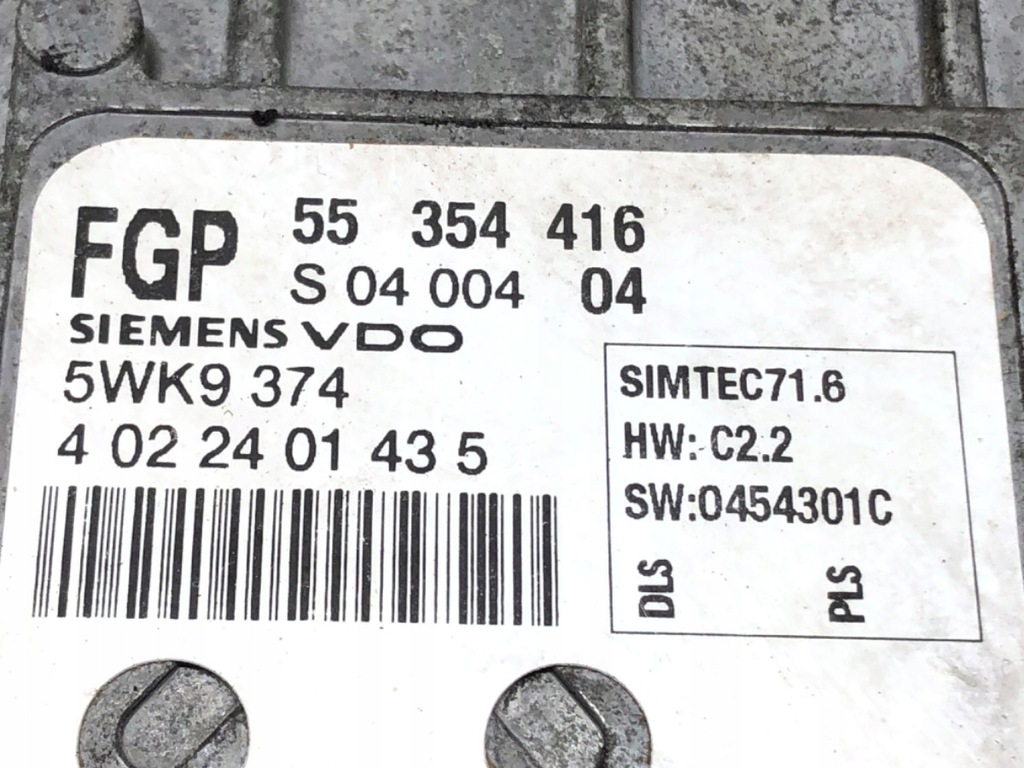 FGP 55 354 416
S 04 004 04
SIEMENS VDO
5WK9 374
4 02 24 01 43 5
SIMTEC71.6
HW: C2.2
SW:0454301C
DLS PLS